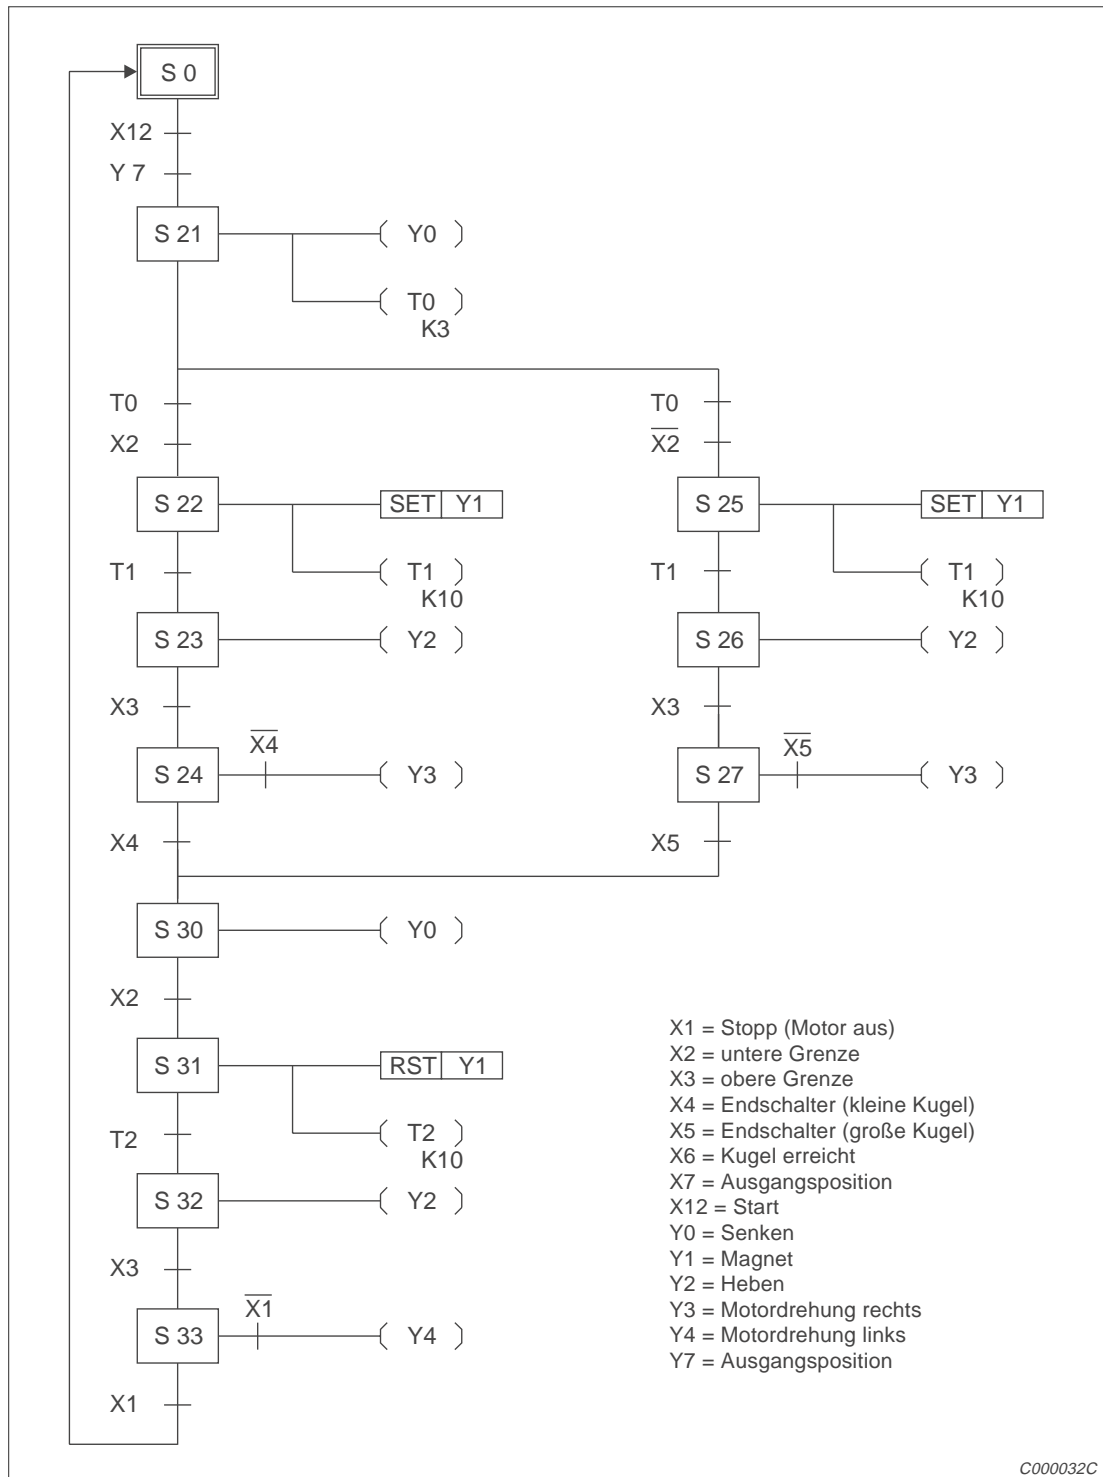 S 0
X12
Y 7
S 21
Y0
T0
K3
T0
X2
T0
X2
S 22
SET Y1
S 25
SET Y1
T1
T1
K10
T1
T1
K10
S 23
Y2
S 26
Y2
X3
X3
S 24
X4
Y3
S 27
X5
Y3
X4
X5
S 30
Y0
X2
S 31
RST Y1
T2
T2
K10
S 32
Y2
X3
S 33
X1
Y4
X1
X1 = Stopp (Motor aus)
X2 = untere Grenze
X3 = obere Grenze
X4 = Endschalter (kleine Kugel)
X5 = Endschalter (große Kugel)
X6 = Kugel erreicht
X7 = Ausgangsposition
X12 = Start
Y0 = Senken
Y1 = Magnet
Y2 = Heben
Y3 = Motordrehung rechts
Y4 = Motordrehung links
Y7 = Ausgangsposition
C000032C